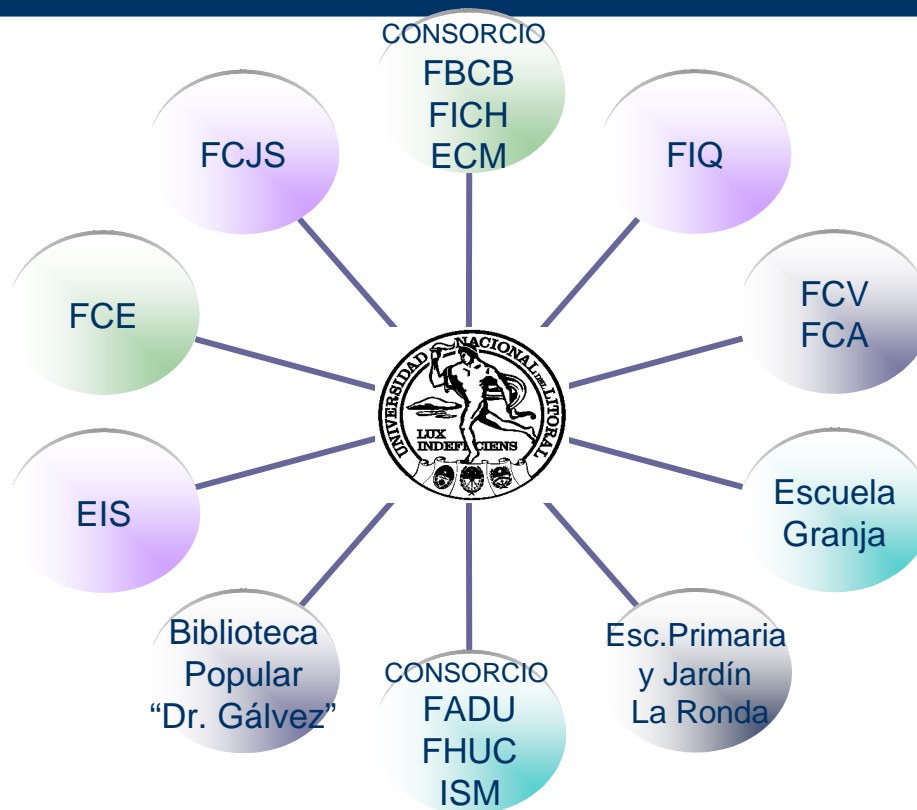 CONSORCIO
FBCB
FICH
ECM
FIQ
FCV
FCA
Escuela
Granja
Esc.Primaria
y Jardín
La Ronda
CONSORCIO
FADU
FHUC
ISM
Biblioteca
Popular
“Dr. Gálvez”
EIS
FCE
FCJS
UNIVERSIDAD NACIONAL DEL LITORAL
LUX
INDEFICIENS